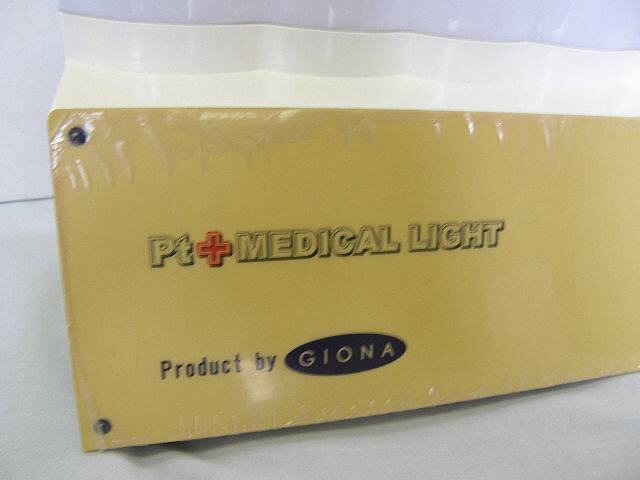 Pt+MEDICAL LIGHT
Product by GIONA